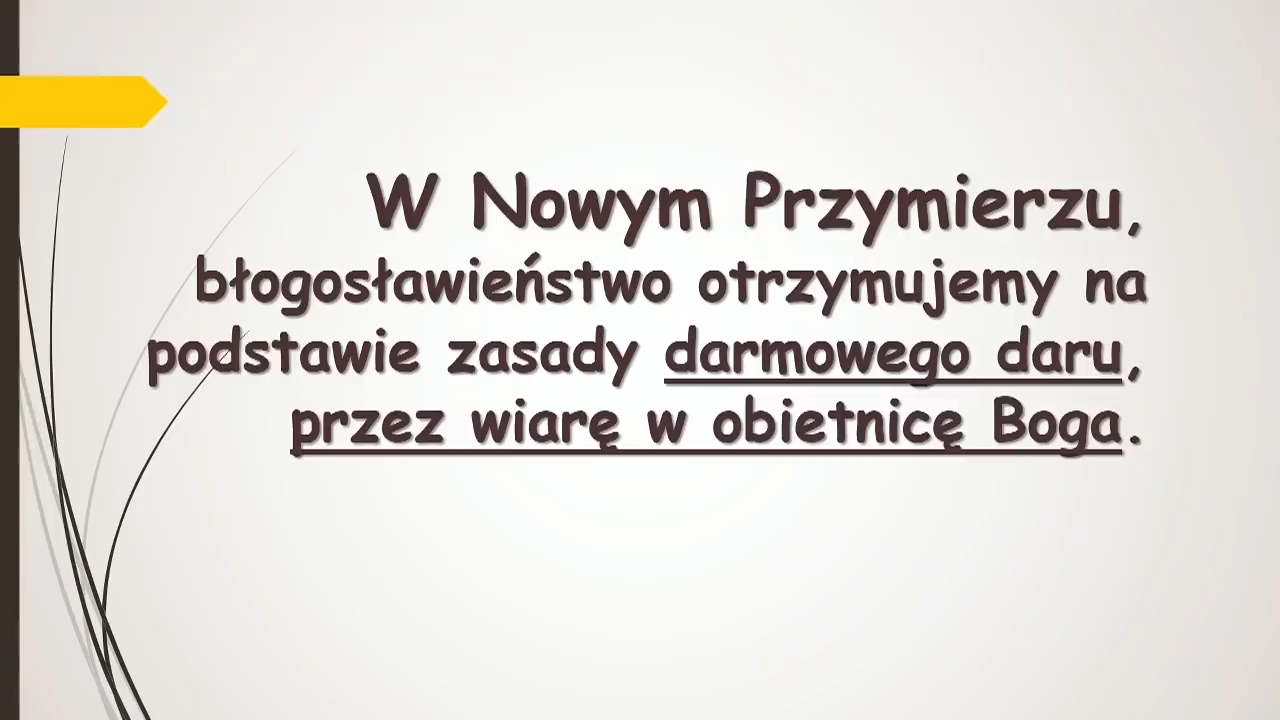 W Nowym Przymierzu,
błogosławieństwo otrzymujemy na
podstawie zasady darmowego daru,
przez wiarę w obietnicę Boga.